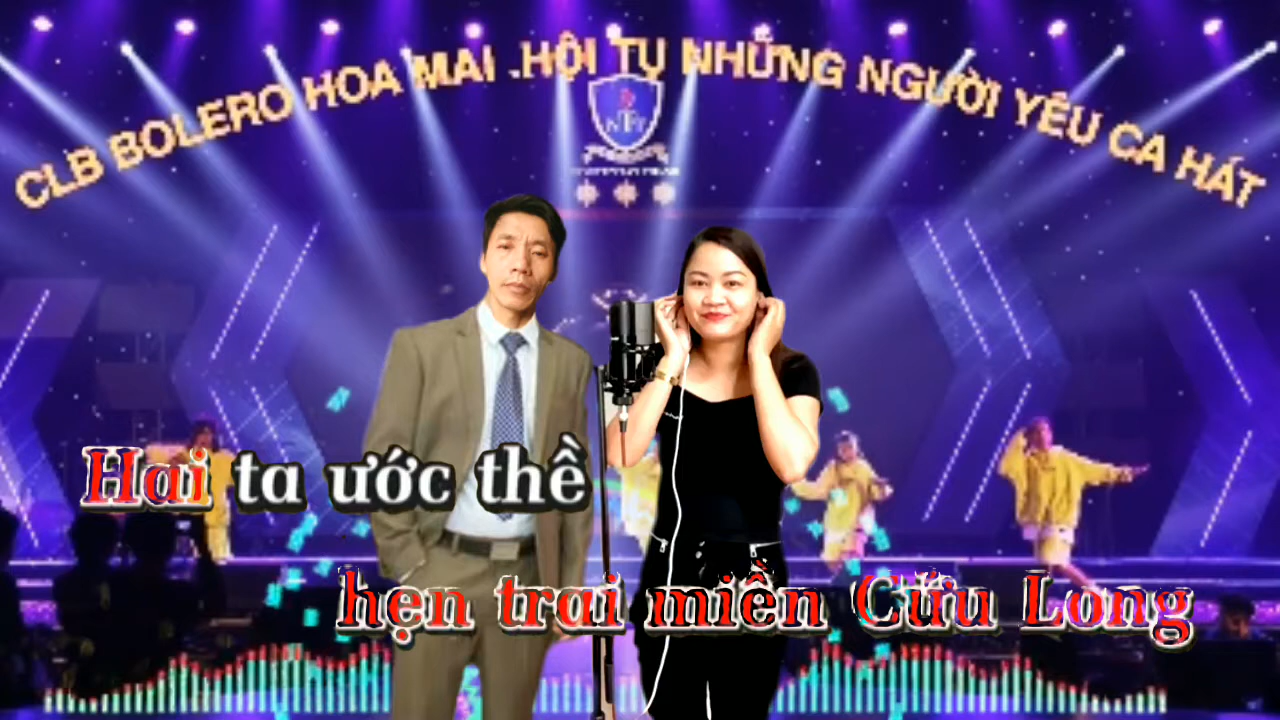 CLB BOLERO HOA MAI .HỘI TỤ NHỮNG NGƯỜI YÊU CA HÁT
Hai ta ước thề
hẹn trai miền Cửu Long